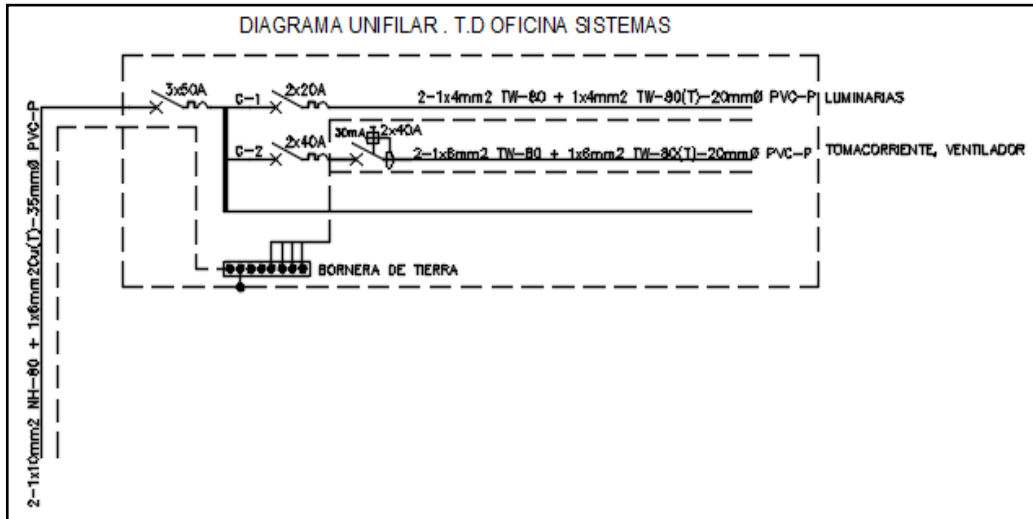 DIAGRAMA UNIFILAR . T.D OFICINA SISTEMAS
3x50A
C-1
2x20A
2-1x4mm2 TW-80 + 1x4mm2 TW-80(T)-20mmØ PVC-P
LUMINARIAS
C-2
2x40A
30mA
2x40A
2-1x6mm2 TW-80 + 1x6mm2 TW-80(T)-20mmØ PVC-P
TOMACORRIENTE, VENTILADOR
BORNERA DE TIERRA
2-1x10mm2 NH-80 + 1x6mm2Cu(T)-35mmØ PVC-P